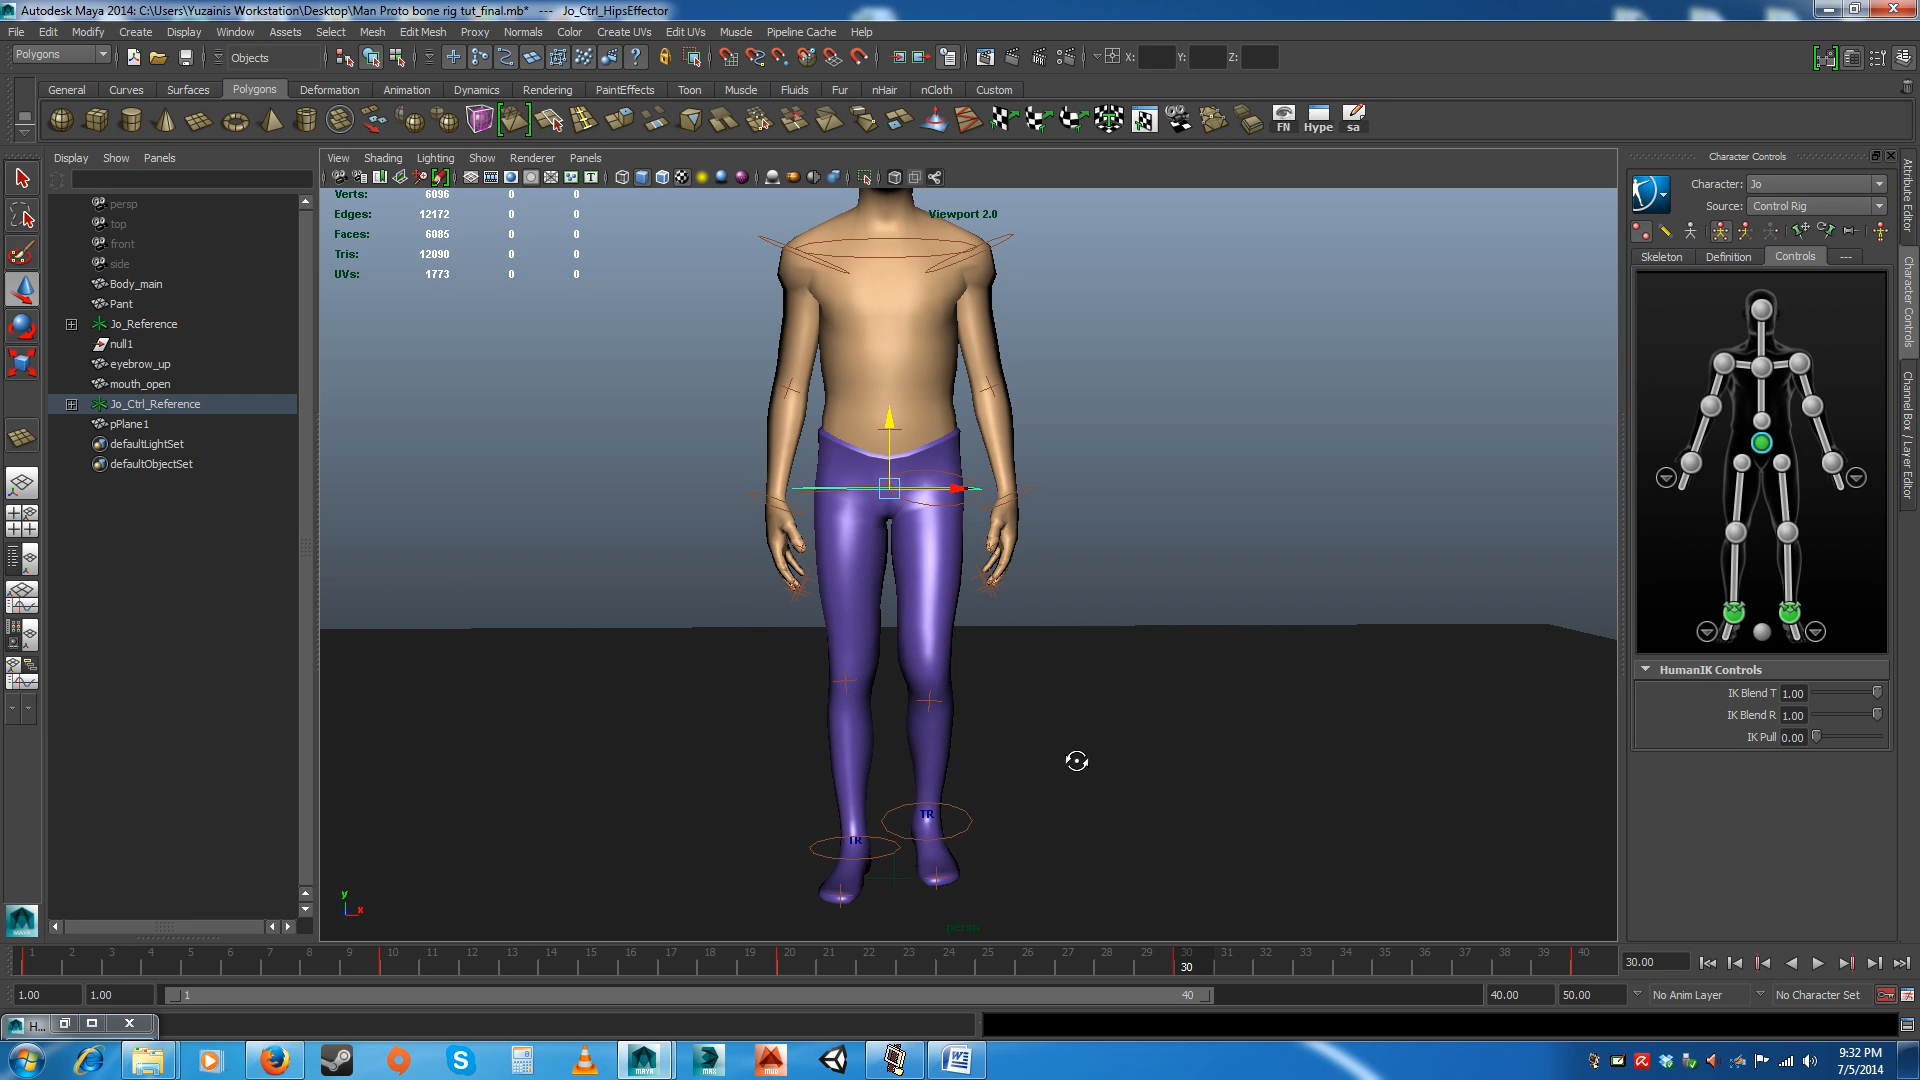 Autodesk Maya 2014: C:\Users\Yuzainis Workstation\Desktop\Man Proto bone rig tut_final.mb* --- Jo_Ctrl_HipsEffector
File Edit Modify Create Display Window Assets Select Mesh Edit Mesh Proxy Normals Color Create UVs Edit UVs Muscle Pipeline Cache Help
Polygons Objects X: Y: Z:
General Curves Surfaces Polygons Deformation Animation Dynamics Rendering PaintEffects Toon Muscle Fluids Fur nHair nCloth Custom
FN Hype sa
Display Show Panels
View Shading Lighting Show Renderer Panels
Character Controls
Character: Jo
Source: Control Rig
Skeleton Definition Controls ---
persp
top
front
side
Body_main
Pant
Jo_Reference
null1
eyebrow_up
mouth_open
Jo_Ctrl_Reference
pPlane1
defaultLightSet
defaultObjectSet
Verts: 6096 0 0
Edges: 12172 0 0
Faces: 6085 0 0
Tris: 12090 0 0
UVs: 1773 0 0
Viewport 2.0
TR
TR
y
x
persp
HumanIK Controls
IK Blend T 1.00
IK Blend R 1.00
IK Pull 0.00
Attribute Editor
Character Controls
Channel Box / Layer Editor
1 2 3 4 5 6 7 8 9 10 11 12 13 14 15 16 17 18 19 20 21 22 23 24 25 26 27 28 29 30 31 32 33 34 35 36 37 38 39 40
30
30.00
1.00 1.00 1 40 40.00 50.00 No Anim Layer No Character Set
H...
MAYA MAX MUD
9:32 PM
7/5/2014